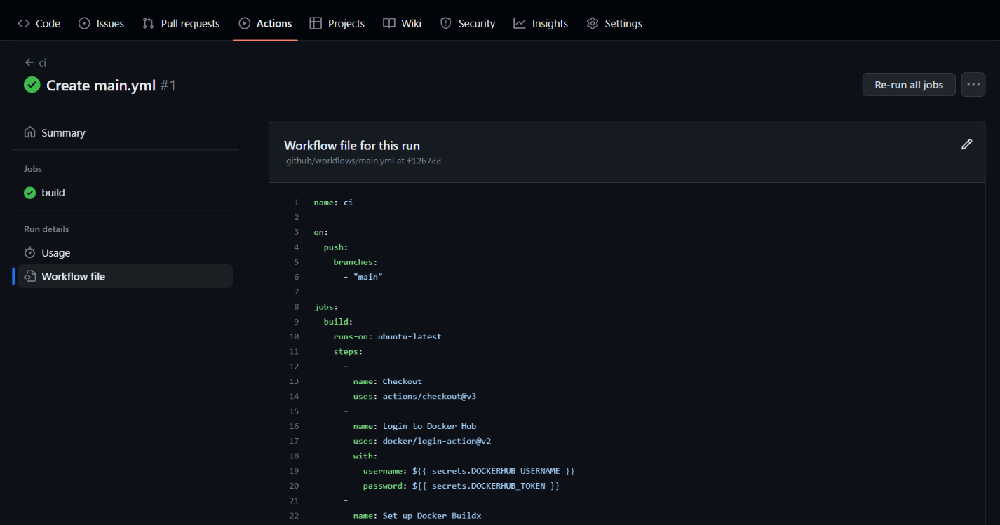 Code Issues Pull requests Actions Projects Wiki Security Insights Settings
ci
Create main.yml #1
Re-run all jobs
Summary
Jobs
build
Run details
Usage
Workflow file
Workflow file for this run
.github/workflows/main.yml at f12b7dd
1 name: ci
2
3 on:
4   push:
5     branches:
6       - "main"
7
8 jobs:
9   build:
10     runs-on: ubuntu-latest
11     steps:
12       -
13         name: Checkout
14         uses: actions/checkout@v3
15       -
16         name: Login to Docker Hub
17         uses: docker/login-action@v2
18         with:
19           username: ${{ secrets.DOCKERHUB_USERNAME }}
20           password: ${{ secrets.DOCKERHUB_TOKEN }}
21       -
22         name: Set up Docker Buildx